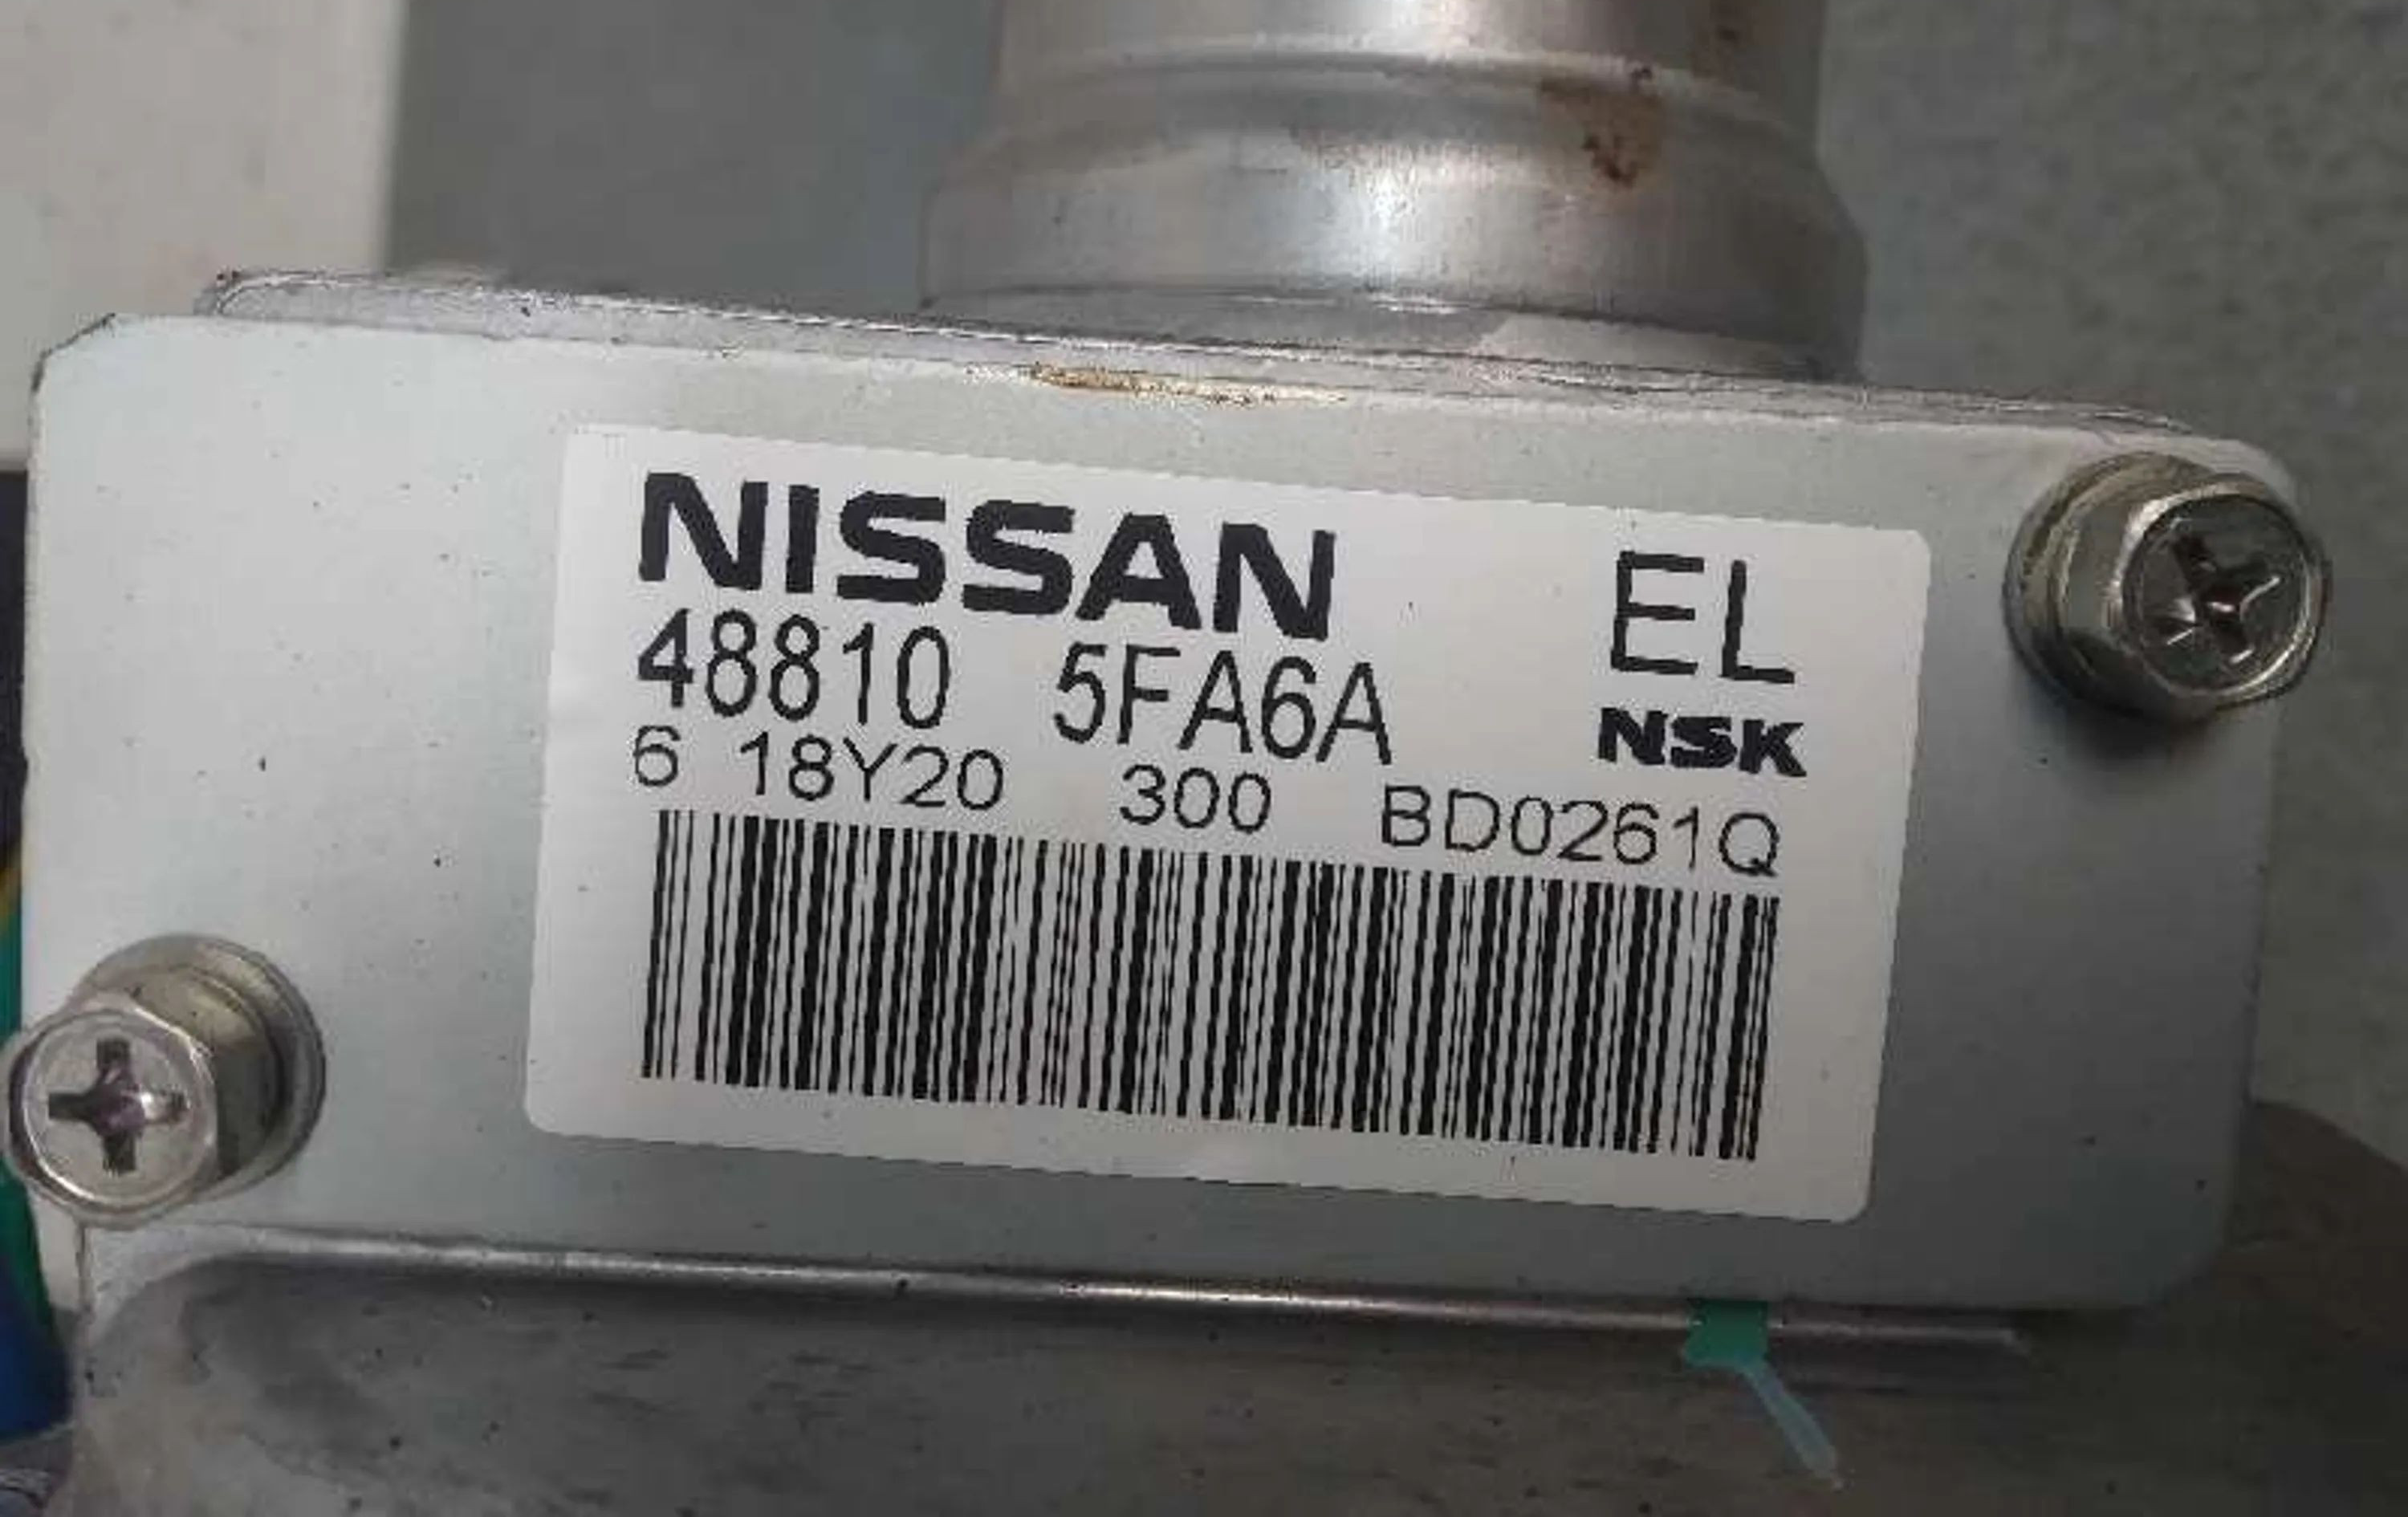 NISSAN EL
48810 5FA6A NSK
6 18Y20 300 BD0261Q